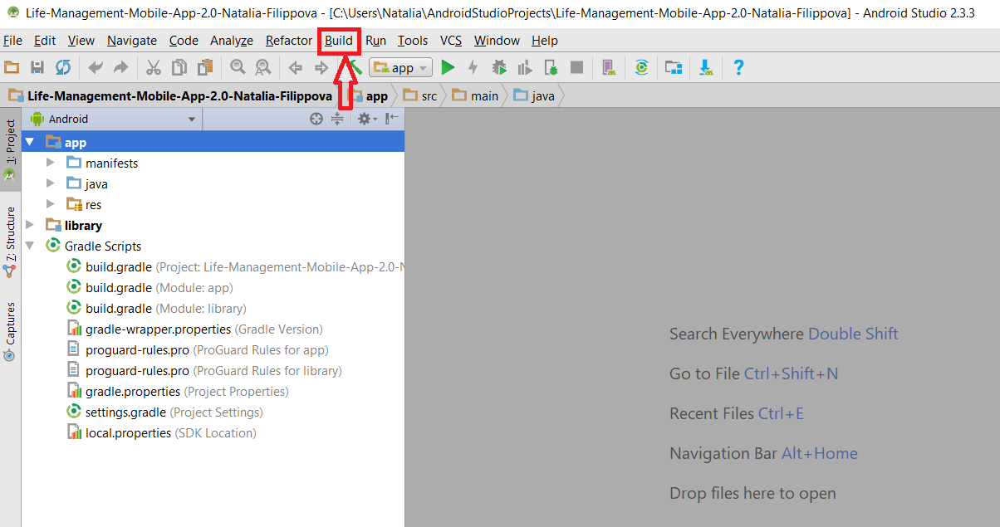 Life-Management-Mobile-App-2.0-Natalia-Filippova - [C:\Users\Natalia\AndroidStudioProjects\Life-Management-Mobile-App-2.0-Natalia-Filippova] - Android Studio 2.3.3
File Edit View Navigate Code Analyze Refactor Build Run Tools VCS Window Help
app
Life-Management-Mobile-App-2.0-Natalia-Filippova app src main java
1: Project
7: Structure
Captures
Android
app
manifests
java
res
library
Gradle Scripts
build.gradle (Project: Life-Management-Mobile-App-2.0-N
build.gradle (Module: app)
build.gradle (Module: library)
gradle-wrapper.properties (Gradle Version)
proguard-rules.pro (ProGuard Rules for app)
proguard-rules.pro (ProGuard Rules for library)
gradle.properties (Project Properties)
settings.gradle (Project Settings)
local.properties (SDK Location)
Search Everywhere Double Shift
Go to File Ctrl+Shift+N
Recent Files Ctrl+E
Navigation Bar Alt+Home
Drop files here to open